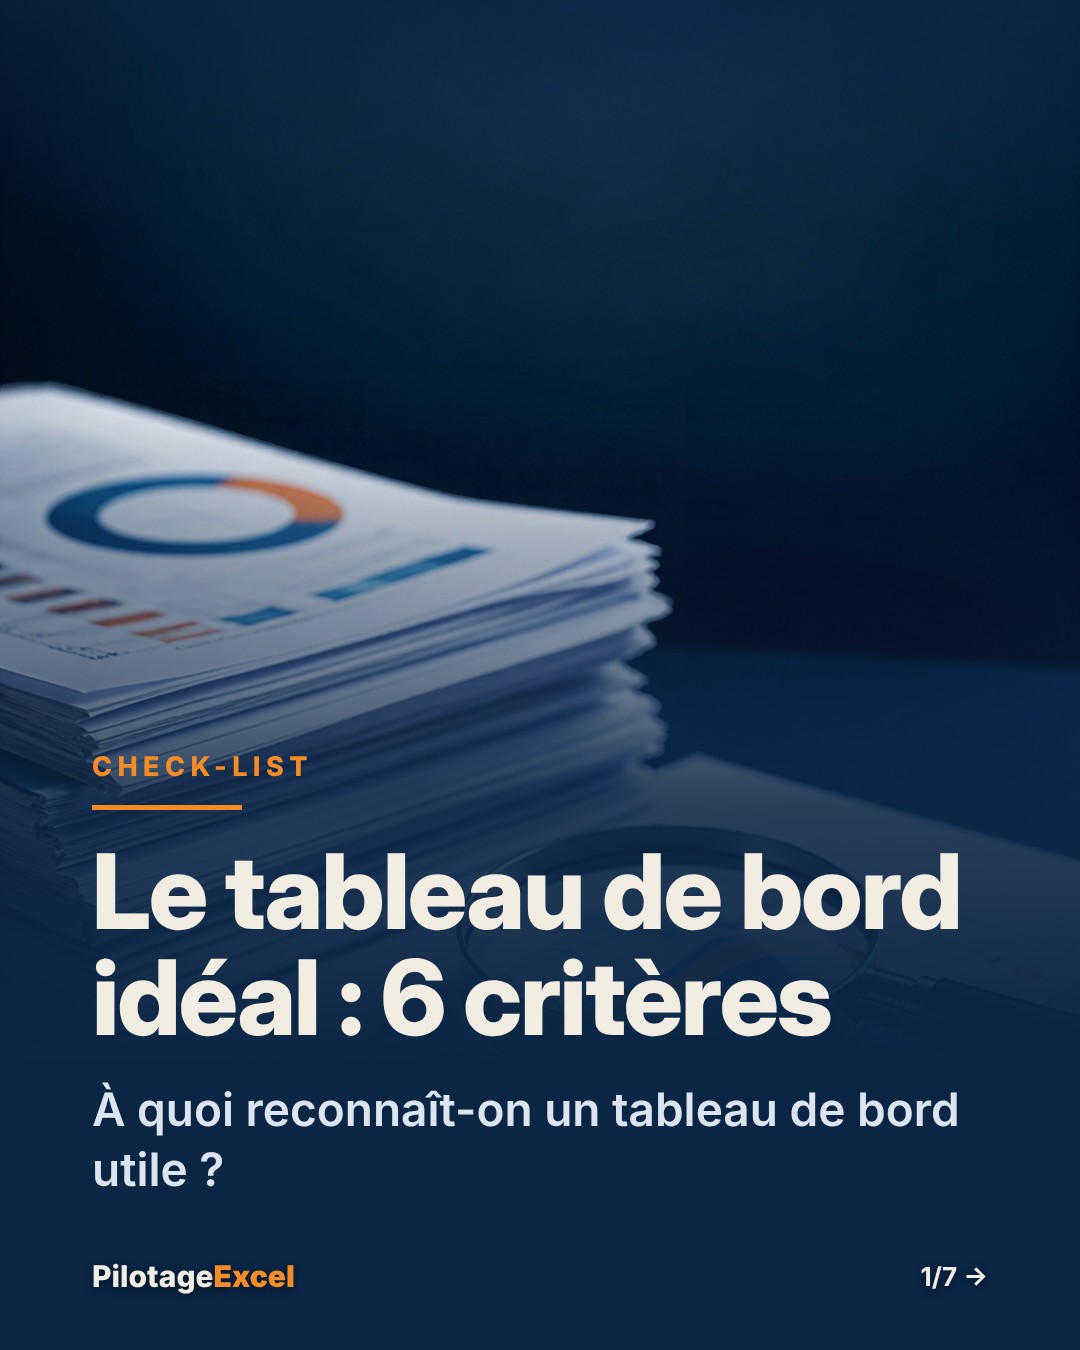 CHECK-LIST
Le tableau de bord
idéal : 6 critères
À quoi reconnaît-on un tableau de bord
utile ?
PilotageExcel
1/7 →